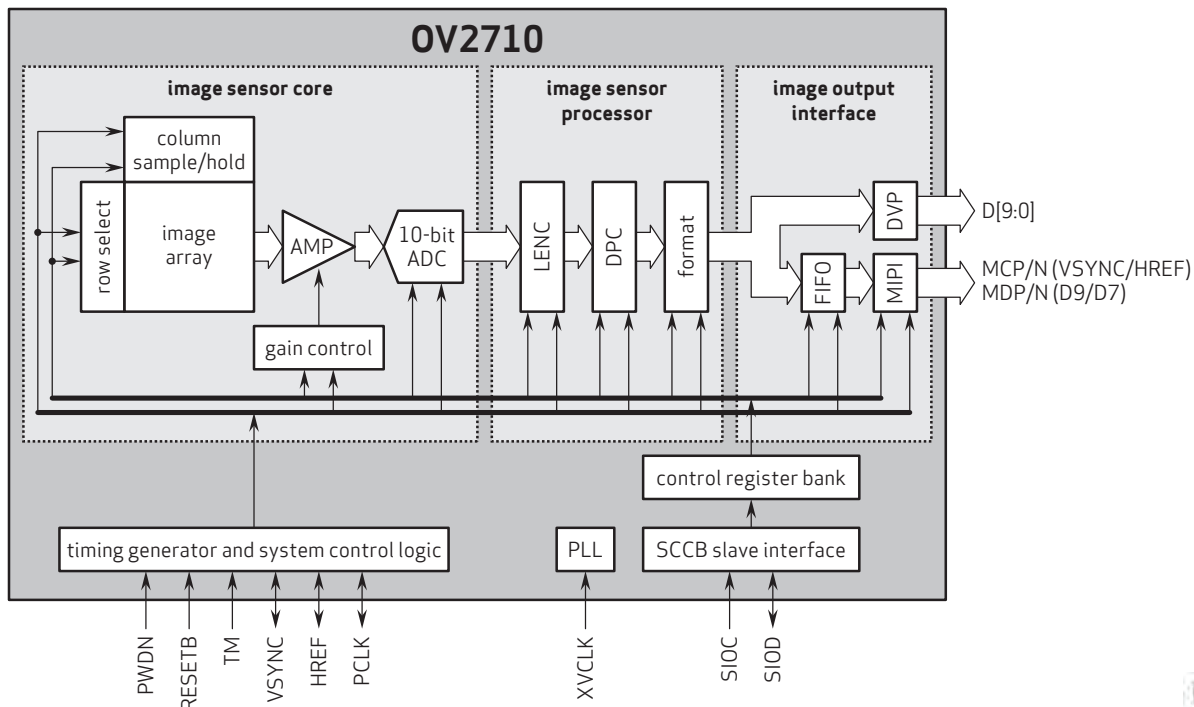 OV2710
image sensor core
image sensor
processor
image output
interface
column
sample/hold
row select
image
array
AMP
10-bit
ADC
gain control
LENC
DPC
format
DVP
FIFO
MIPI
D[9:0]
MCP/N (VSYNC/HREF)
MDP/N (D9/D7)
control register bank
timing generator and system control logic
PLL
SCCB slave interface
PWDN
RESETB
TM
VSYNC
HREF
PCLK
XVCLK
SIOC
SIOD